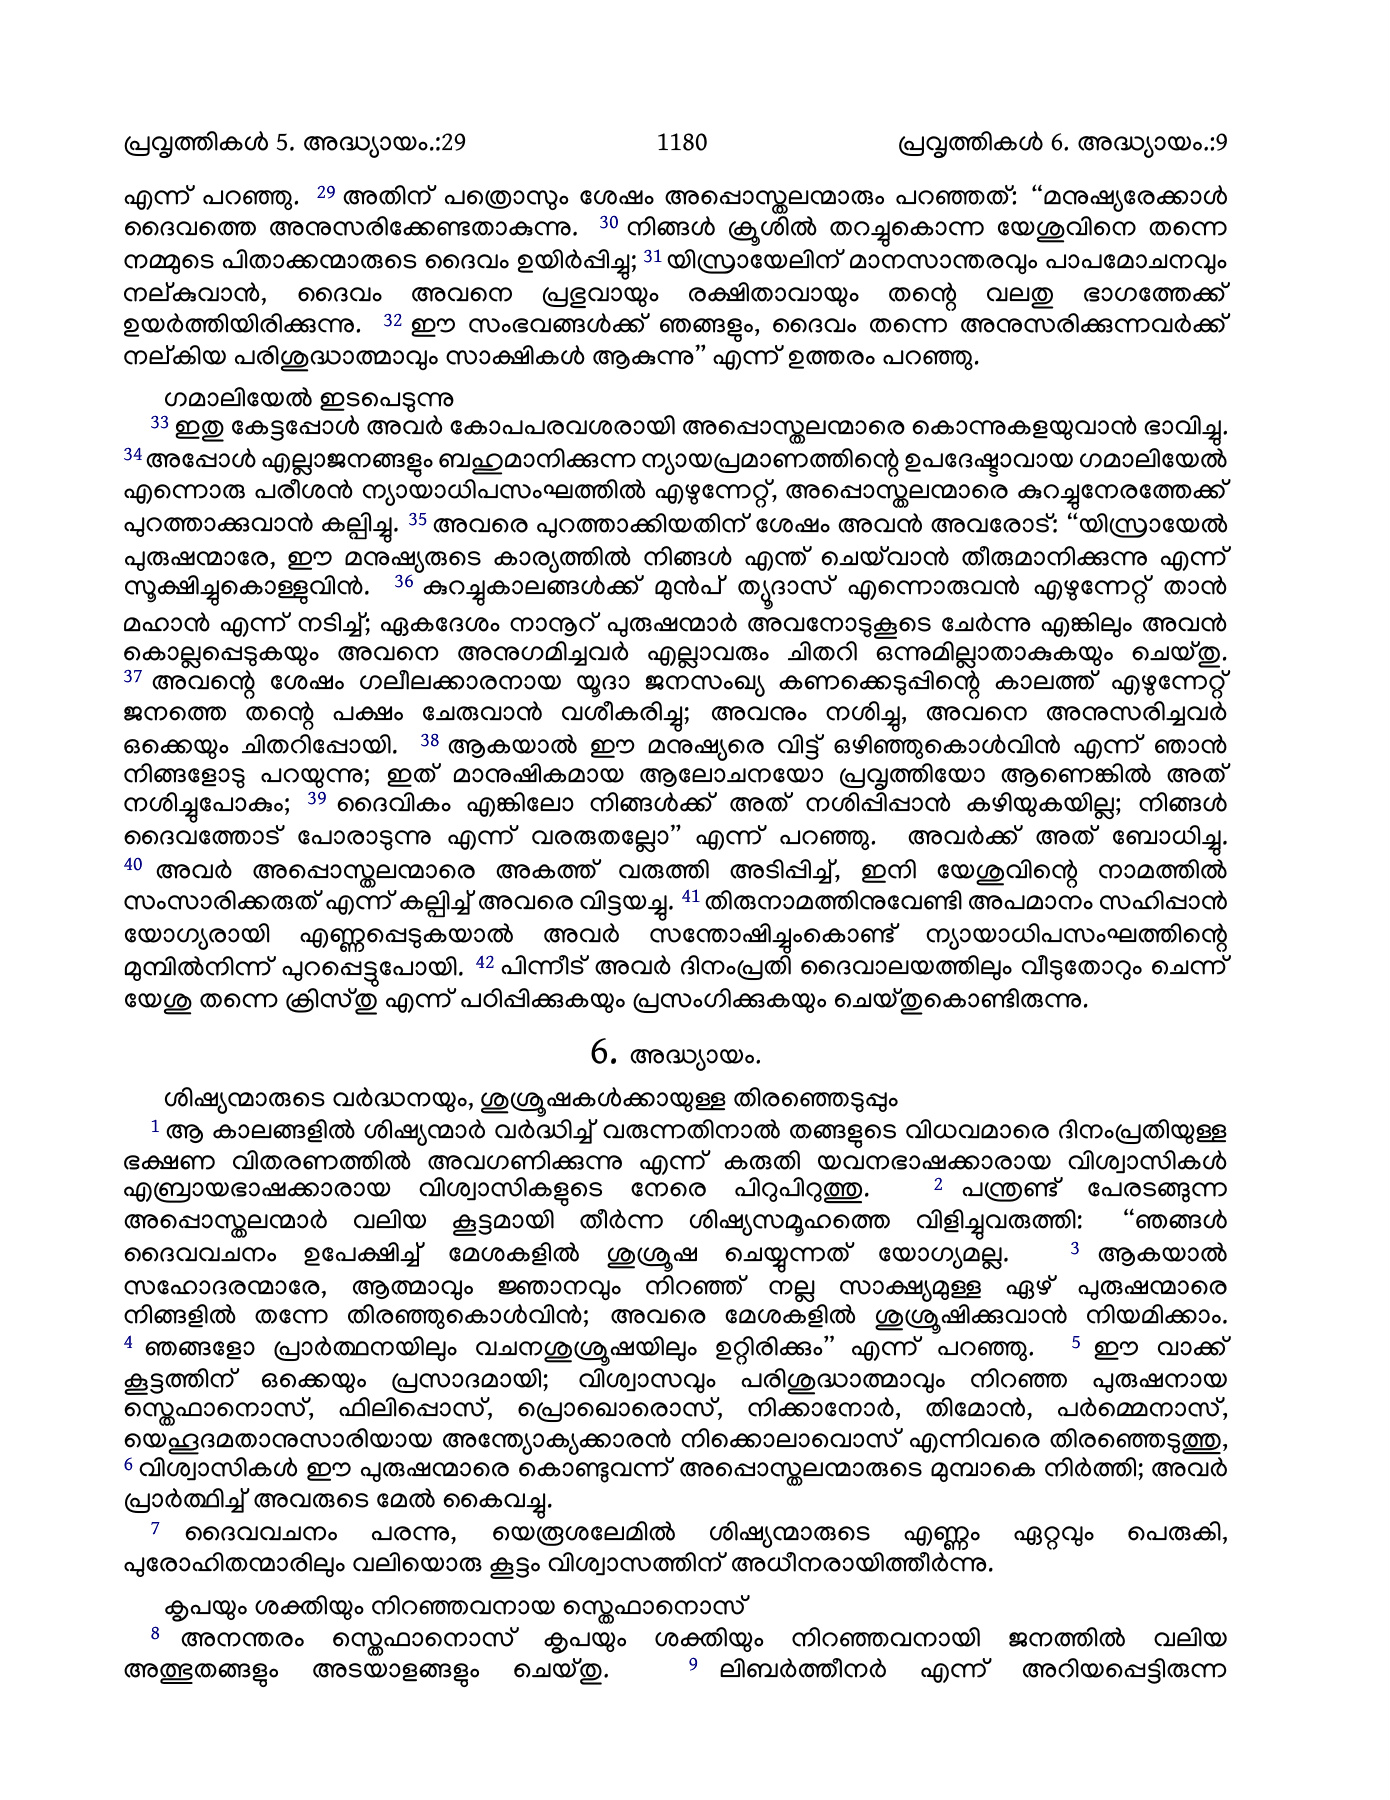 പ്രവൃത്തികൾ 5. അദ്ധ്യായം.:29 1180 പ്രവൃത്തികൾ 6. അദ്ധ്യായം.:9
എന്ന് പറഞ്ഞു. 29 അതിന് പത്രൊസും ശേഷം അപ്പൊസ്തലന്മാരും പറഞ്ഞത്: “മനുഷ്യരേക്കാൾ
ദൈവത്തെ അനുസരിക്കേണ്ടതാകുന്നു. 30 നിങ്ങൾ ക്രൂശിൽ തറച്ചുകൊന്ന യേശുവിനെ തന്നെ
നമ്മുടെ പിതാക്കന്മാരുടെ ദൈവം ഉയിർപ്പിച്ചു; 31 യിസ്രായേലിന് മാനസാന്തരവും പാപമോചനവും
നല്കുവാൻ, ദൈവം അവനെ പ്രഭുവായും രക്ഷിതാവായും തന്റെ വലതു ഭാഗത്തേക്ക്
ഉയർത്തിയിരിക്കുന്നു. 32 ഈ സംഭവങ്ങൾക്ക് ഞങ്ങളും, ദൈവം തന്നെ അനുസരിക്കുന്നവർക്ക്
നല്കിയ പരിശുദ്ധാത്മാവും സാക്ഷികൾ ആകുന്നു” എന്ന് ഉത്തരം പറഞ്ഞു.
ഗമാലിയേൽ ഇടപെടുന്നു
33 ഇതു കേട്ടപ്പോൾ അവർ കോപപരവശരായി അപ്പൊസ്തലന്മാരെ കൊന്നുകളയുവാൻ ഭാവിച്ചു.
34 അപ്പോൾ എല്ലാജനങ്ങളും ബഹുമാനിക്കുന്ന ന്യായപ്രമാണത്തിന്റെ ഉപദേഷ്ടാവായ ഗമാലിയേൽ
എന്നൊരു പരീശൻ ന്യായാധിപസംഘത്തിൽ എഴുന്നേറ്റ്, അപ്പൊസ്തലന്മാരെ കുറച്ചുനേരത്തേക്ക്
പുറത്താക്കുവാൻ കല്പിച്ചു. 35 അവരെ പുറത്താക്കിയതിന് ശേഷം അവൻ അവരോട്: “യിസ്രായേൽ
പുരുഷന്മാരേ, ഈ മനുഷ്യരുടെ കാര്യത്തിൽ നിങ്ങൾ എന്ത് ചെയ്‌വാൻ തീരുമാനിക്കുന്നു എന്ന്
സൂക്ഷിച്ചുകൊള്ളുവിൻ. 36 കുറച്ചുകാലങ്ങൾക്ക് മുൻപ് ത്യൂദാസ് എന്നൊരുവൻ എഴുന്നേറ്റ് താൻ
മഹാൻ എന്ന് നടിച്ച്; ഏകദേശം നാനൂറ് പുരുഷന്മാർ അവനോടുകൂടെ ചേർന്നു എങ്കിലും അവൻ
കൊല്ലപ്പെടുകയും അവനെ അനുഗമിച്ചവർ എല്ലാവരും ചിതറി ഒന്നുമില്ലാതാകുകയും ചെയ്തു.
37 അവന്റെ ശേഷം ഗലീലക്കാരനായ യൂദാ ജനസംഖ്യ കണക്കെടുപ്പിന്റെ കാലത്ത് എഴുന്നേറ്റ്
ജനത്തെ തന്റെ പക്ഷം ചേരുവാൻ വശീകരിച്ചു; അവനും നശിച്ചു, അവനെ അനുസരിച്ചവർ
ഒക്കെയും ചിതറിപ്പോയി. 38 ആകയാൽ ഈ മനുഷ്യരെ വിട്ട് ഒഴിഞ്ഞുകൊൾവിൻ എന്ന് ഞാൻ
നിങ്ങളോടു പറയുന്നു; ഇത് മാനുഷികമായ ആലോചനയോ പ്രവൃത്തിയോ ആണെങ്കിൽ അത്
നശിച്ചുപോകും; 39 ദൈവികം എങ്കിലോ നിങ്ങൾക്ക് അത് നശിപ്പിപ്പാൻ കഴിയുകയില്ല; നിങ്ങൾ
ദൈവത്തോട് പോരാടുന്നു എന്ന് വരരുതല്ലോ” എന്ന് പറഞ്ഞു. അവർക്ക് അത് ബോധിച്ചു.
40 അവർ അപ്പൊസ്തലന്മാരെ അകത്ത് വരുത്തി അടിപ്പിച്ച്, ഇനി യേശുവിന്റെ നാമത്തിൽ
സംസാരിക്കരുത് എന്ന് കല്പിച്ച് അവരെ വിട്ടയച്ചു. 41 തിരുനാമത്തിനുവേണ്ടി അപമാനം സഹിപ്പാൻ
യോഗ്യരായി എണ്ണപ്പെടുകയാൽ അവർ സന്തോഷിച്ചുംകൊണ്ട് ന്യായാധിപസംഘത്തിന്റെ
മുമ്പിൽനിന്ന് പുറപ്പെട്ടുപോയി. 42 പിന്നീട് അവർ ദിനംപ്രതി ദൈവാലയത്തിലും വീടുതോറും ചെന്ന്
യേശു തന്നെ ക്രിസ്തു എന്ന് പഠിപ്പിക്കുകയും പ്രസംഗിക്കുകയും ചെയ്തുകൊണ്ടിരുന്നു.
6. അദ്ധ്യായം.
ശിഷ്യന്മാരുടെ വർദ്ധനയും, ശുശ്രൂഷകൾക്കായുള്ള തിരഞ്ഞെടുപ്പും
1 ആ കാലങ്ങളിൽ ശിഷ്യന്മാർ വർദ്ധിച്ച് വരുന്നതിനാൽ തങ്ങളുടെ വിധവമാരെ ദിനംപ്രതിയുള്ള
ഭക്ഷണ വിതരണത്തിൽ അവഗണിക്കുന്നു എന്ന് കരുതി യവനഭാഷക്കാരായ വിശ്വാസികൾ
എബ്രായഭാഷക്കാരായ വിശ്വാസികളുടെ നേരെ പിറുപിറുത്തു. 2 പന്ത്രണ്ട് പേരടങ്ങുന്ന
അപ്പൊസ്തലന്മാർ വലിയ കൂട്ടമായി തീർന്ന ശിഷ്യസമൂഹത്തെ വിളിച്ചുവരുത്തി: “ഞങ്ങൾ
ദൈവവചനം ഉപേക്ഷിച്ച് മേശകളിൽ ശുശ്രൂഷ ചെയ്യുന്നത് യോഗ്യമല്ല. 3 ആകയാൽ
സഹോദരന്മാരേ, ആത്മാവും ജ്ഞാനവും നിറഞ്ഞ് നല്ല സാക്ഷ്യമുള്ള ഏഴ് പുരുഷന്മാരെ
നിങ്ങളിൽ തന്നേ തിരഞ്ഞുകൊൾവിൻ; അവരെ മേശകളിൽ ശുശ്രൂഷിക്കുവാൻ നിയമിക്കാം.
4 ഞങ്ങളോ പ്രാർത്ഥനയിലും വചനശുശ്രൂഷയിലും ഉറ്റിരിക്കും” എന്ന് പറഞ്ഞു. 5 ഈ വാക്ക്
കൂട്ടത്തിന് ഒക്കെയും പ്രസാദമായി; വിശ്വാസവും പരിശുദ്ധാത്മാവും നിറഞ്ഞ പുരുഷനായ
സ്തെഫാനൊസ്, ഫിലിപ്പൊസ്, പ്രൊഖൊരൊസ്, നിക്കാനോർ, തിമോൻ, പർമ്മെനാസ്,
യെഹൂദമതാനുസാരിയായ അന്ത്യോക്യക്കാരൻ നിക്കൊലാവൊസ് എന്നിവരെ തിരഞ്ഞെടുത്തു,
6 വിശ്വാസികൾ ഈ പുരുഷന്മാരെ കൊണ്ടുവന്ന് അപ്പൊസ്തലന്മാരുടെ മുമ്പാകെ നിർത്തി; അവർ
പ്രാർത്ഥിച്ച് അവരുടെ മേൽ കൈവച്ചു.
7 ദൈവവചനം പരന്നു, യെരൂശലേമിൽ ശിഷ്യന്മാരുടെ എണ്ണം ഏറ്റവും പെരുകി,
പുരോഹിതന്മാരിലും വലിയൊരു കൂട്ടം വിശ്വാസത്തിന് അധീനരായിത്തീർന്നു.
കൃപയും ശക്തിയും നിറഞ്ഞവനായ സ്തെഫാനൊസ്
8 അനന്തരം സ്തെഫാനൊസ് കൃപയും ശക്തിയും നിറഞ്ഞവനായി ജനത്തിൽ വലിയ
അത്ഭുതങ്ങളും അടയാളങ്ങളും ചെയ്തു. 9 ലിബർത്തീനർ എന്ന് അറിയപ്പെട്ടിരുന്ന